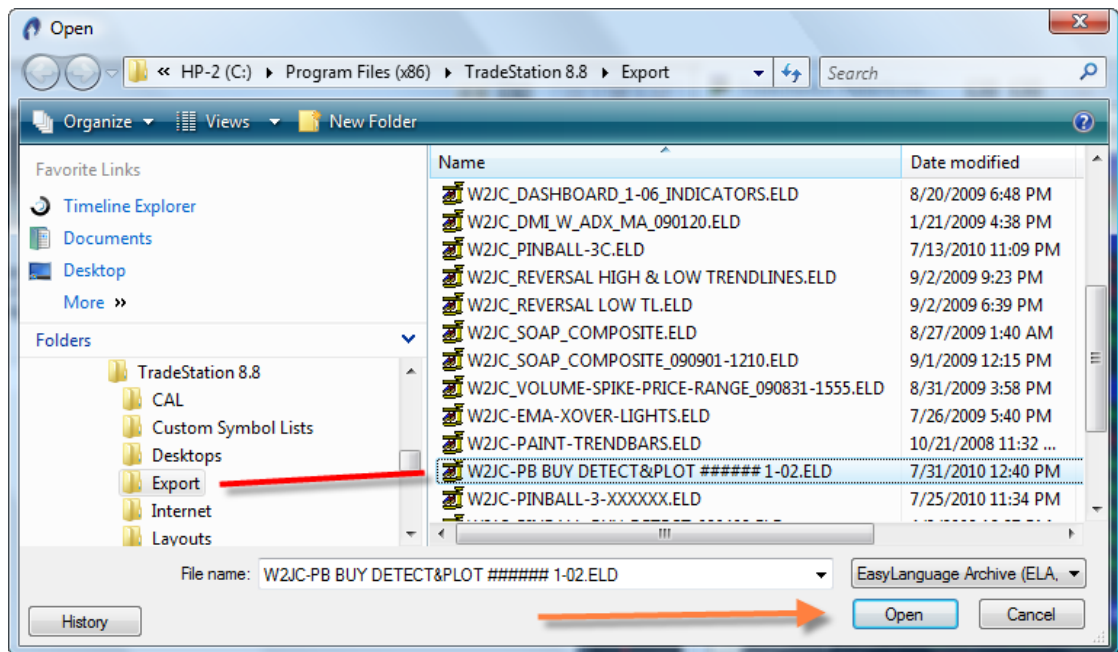 Open
« HP-2 (C:) ▸ Program Files (x86) ▸ TradeStation 8.8 ▸ Export
Search
Organize Views New Folder
Favorite Links
Timeline Explorer
Documents
Desktop
More »
Folders
TradeStation 8.8
CAL
Custom Symbol Lists
Desktops
Export
Internet
Layouts
Name Date modified
W2JC_DASHBOARD_1-06_INDICATORS.ELD 8/20/2009 6:48 PM
W2JC_DMI_W_ADX_MA_090120.ELD 1/21/2009 4:38 PM
W2JC_PINBALL-3C.ELD 7/13/2010 11:09 PM
W2JC_REVERSAL HIGH & LOW TRENDLINES.ELD 9/2/2009 9:23 PM
W2JC_REVERSAL LOW TL.ELD 9/2/2009 6:39 PM
W2JC_SOAP_COMPOSITE.ELD 8/27/2009 1:40 AM
W2JC_SOAP_COMPOSITE_090901-1210.ELD 9/1/2009 12:15 PM
W2JC_VOLUME-SPIKE-PRICE-RANGE_090831-1555.ELD 8/31/2009 3:58 PM
W2JC-EMA-XOVER-LIGHTS.ELD 7/26/2009 5:40 PM
W2JC-PAINT-TRENDBARS.ELD 10/21/2008 11:32 ...
W2JC-PB BUY DETECT&PLOT ###### 1-02.ELD 7/31/2010 12:40 PM
W2JC-PINBALL-3-XXXXXX.ELD 7/25/2010 11:34 PM
File name: W2JC-PB BUY DETECT&PLOT ###### 1-02.ELD EasyLanguage Archive (ELA,
History Open Cancel